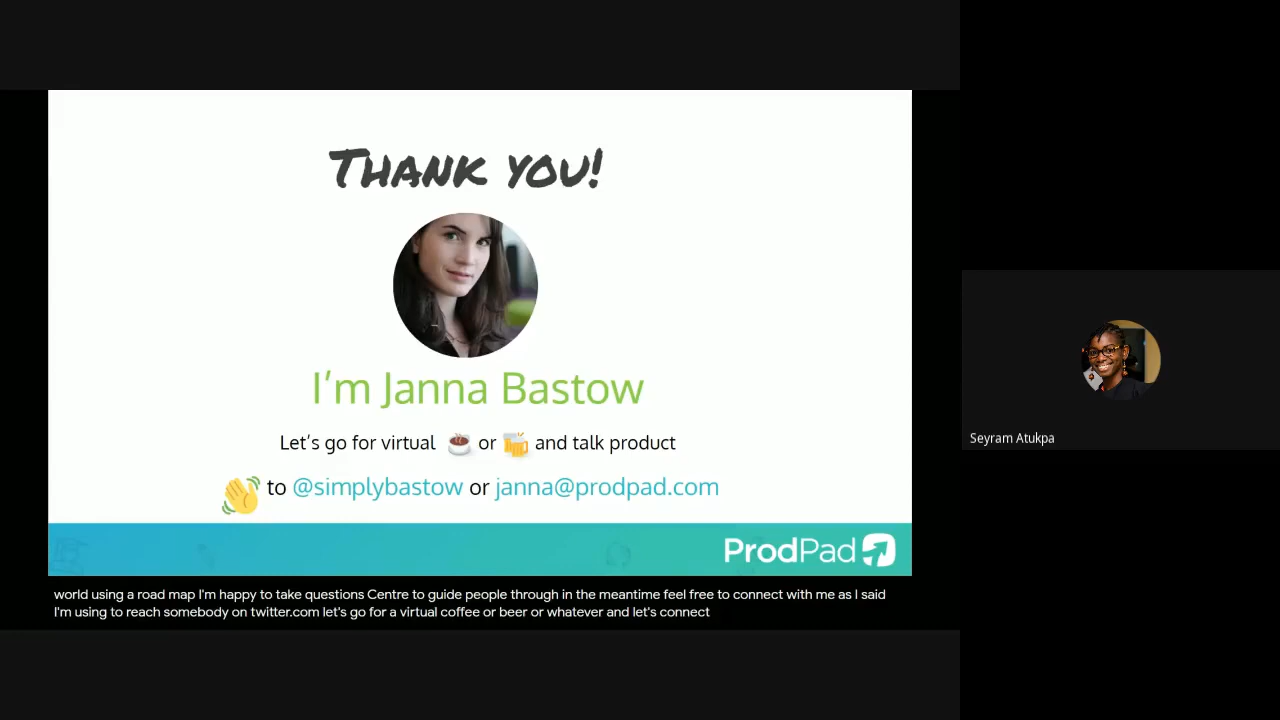 THANK YOU!
I'm Janna Bastow
Let's go for virtual ☕ or 🍻 and talk product
👋 to @simplybastow or janna@prodpad.com
ProdPad
world using a road map I'm happy to take questions Centre to guide people through in the meantime feel free to connect with me as I said
I'm using to reach somebody on twitter.com let's go for a virtual coffee or beer or whatever and let's connect
Seyram Atukpa